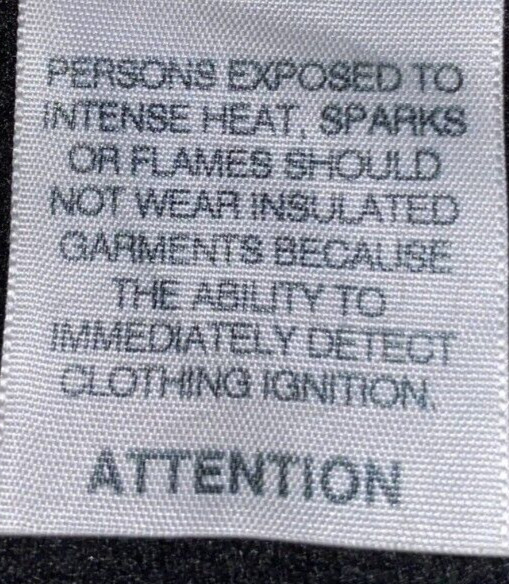 PERSONS EXPOSED TO
INTENSE HEAT, SPARKS
OR FLAMES SHOULD
NOT WEAR INSULATED
GARMENTS BECAUSE
THE ABILITY TO
IMMEDIATELY DETECT
CLOTHING IGNITION.
ATTENTION